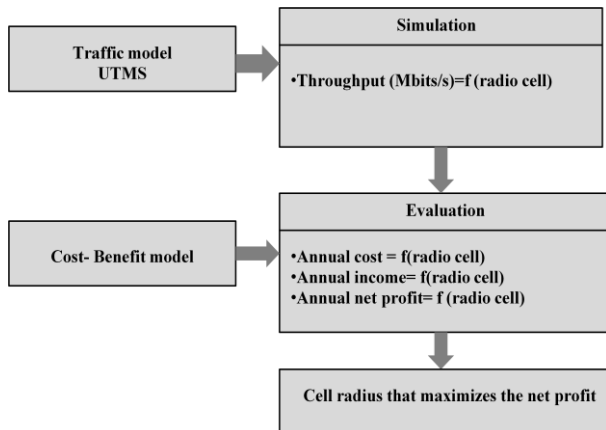 Traffic model
UTMS
Simulation
•Throughput (Mbits/s)=f (radio cell)
Cost- Benefit model
Evaluation
•Annual cost = f(radio cell)
•Annual income= f(radio cell)
•Annual net profit= f (radio cell)
Cell radius that maximizes the net profit